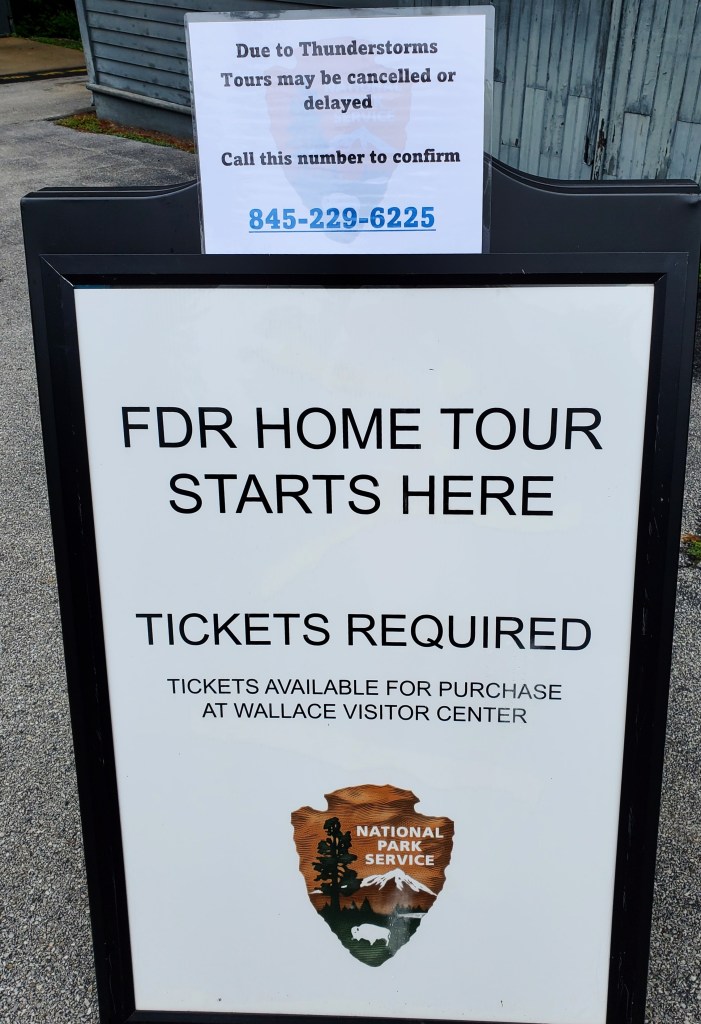 Due to Thunderstorms
Tours may be cancelled or
delayed
Call this number to confirm
845-229-6225
FDR HOME TOUR
STARTS HERE
TICKETS REQUIRED
TICKETS AVAILABLE FOR PURCHASE
AT WALLACE VISITOR CENTER
NATIONAL
PARK
SERVICE